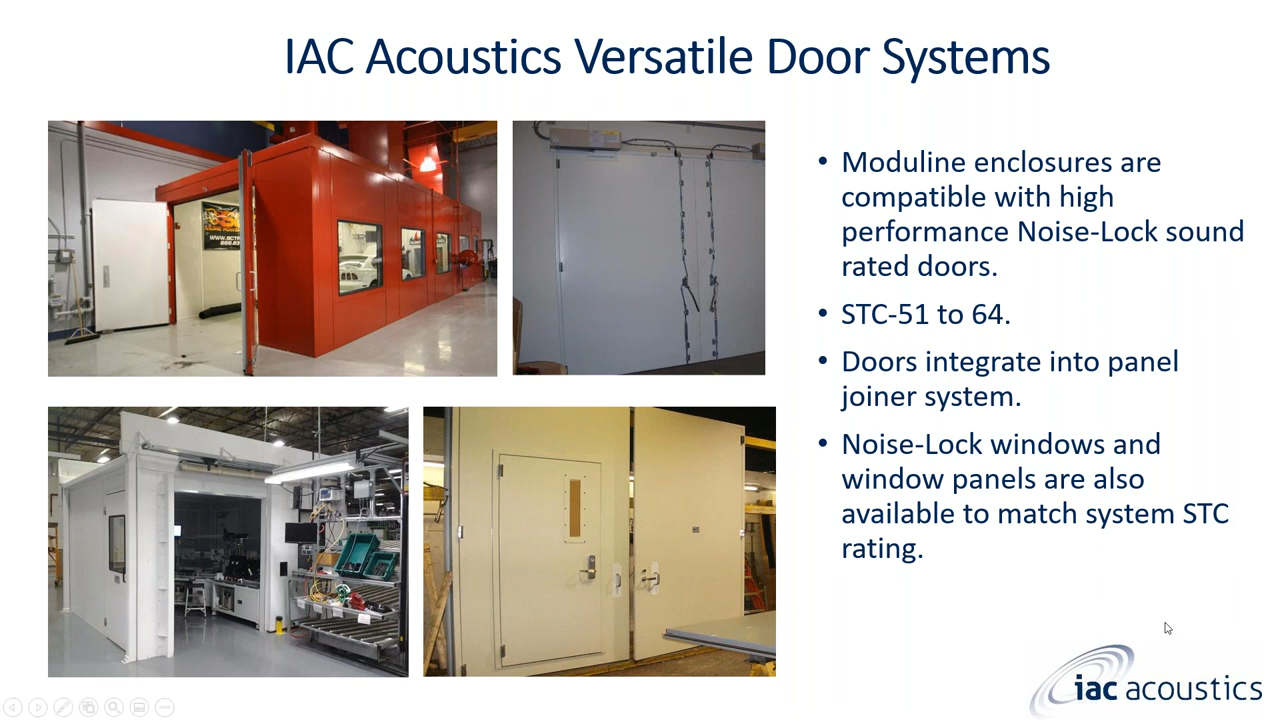 IAC Acoustics Versatile Door Systems
• Moduline enclosures are
compatible with high
performance Noise-Lock sound
rated doors.
• STC-51 to 64.
• Doors integrate into panel
joiner system.
• Noise-Lock windows and
window panels are also
available to match system STC
rating.
iac acoustics